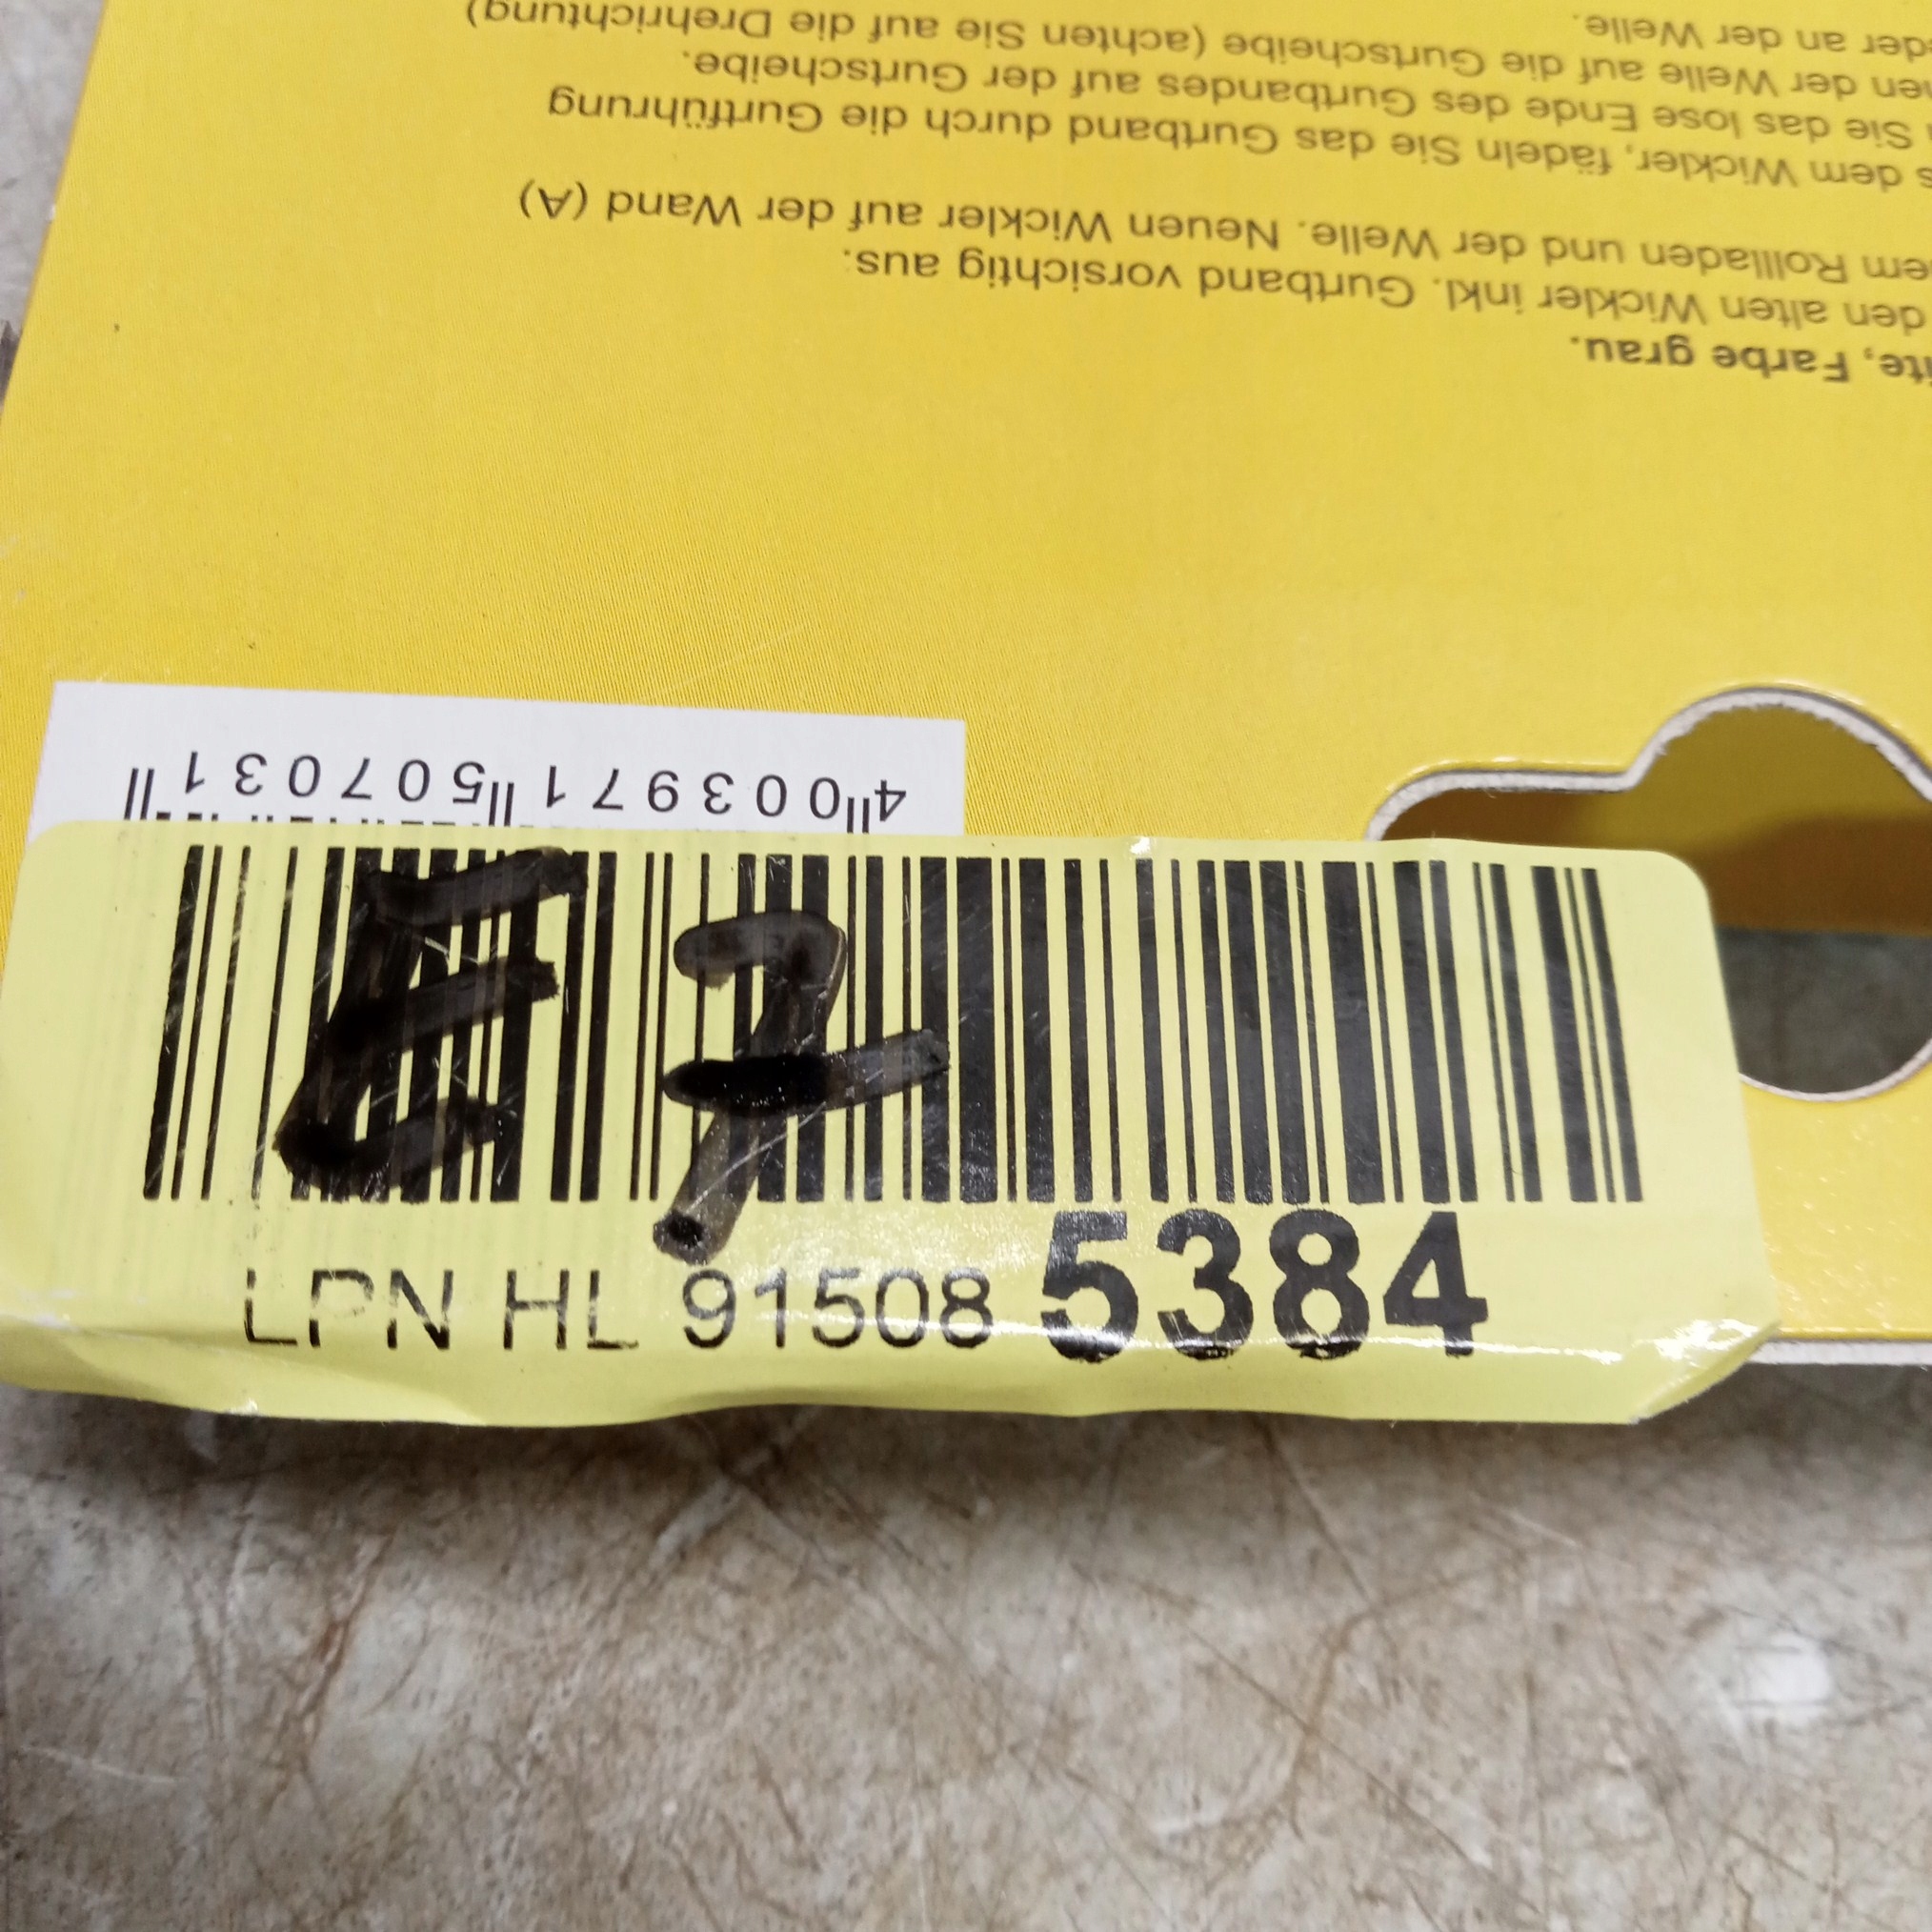 ite, Farbe grau.
den alten Wickler inkl. Gurtband vorsichtig aus.
em Rollladen und der Welle. Neuen Wickler auf der Wand (A)
s dem Wickler, fädeln Sie das Gurtband durch die Gurtführung
Sie das lose Ende des Gurtbandes auf der Gurtscheibe.
en der Welle auf die Gurtscheibe (achten Sie auf die Drehrichtung)
der an der Welle.
4 003971 507031
E7
LPN HL 91508 5384